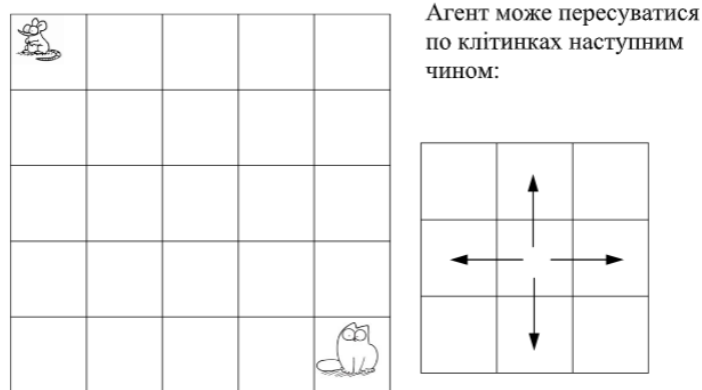 Агент може пересуватися
по клітинках наступним
чином: